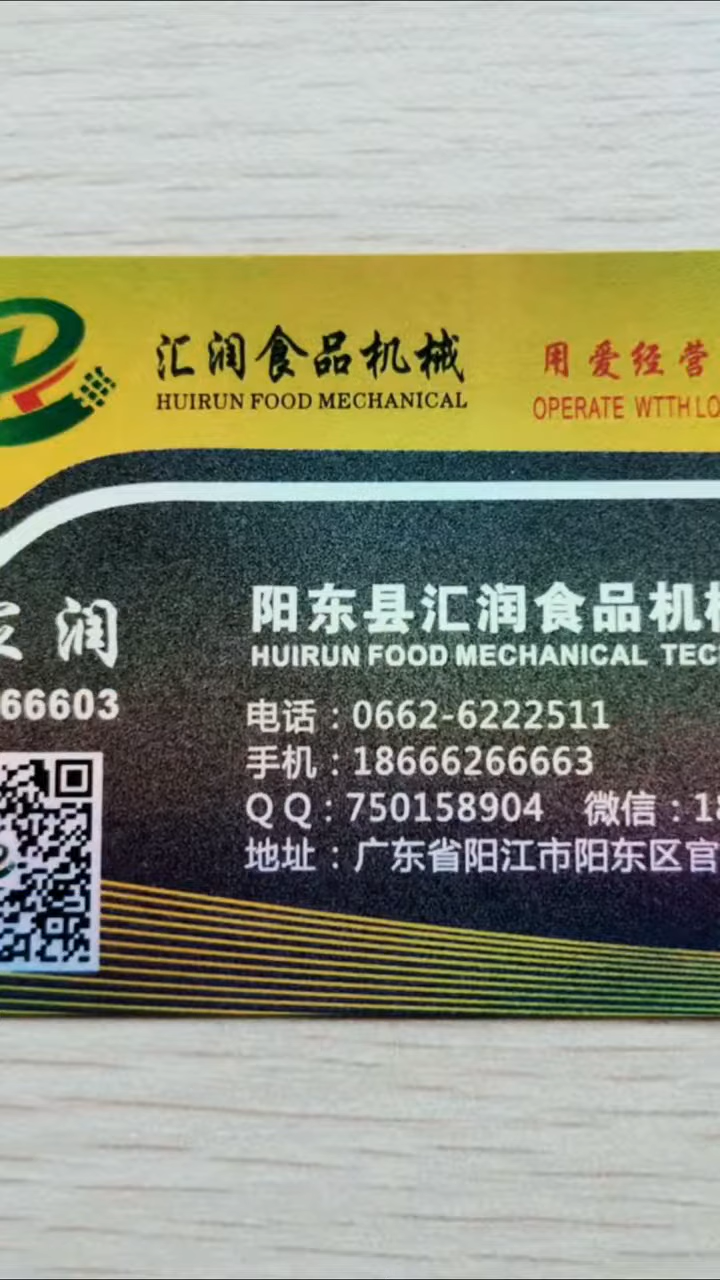 汇润食品机械
HUIRUN FOOD MECHANICAL
用爱经营
OPERATE WTTH LO
润
66603
阳东县汇润食品机械
HUIRUN FOOD MECHANICAL TEC
电话：0662-6222511
手机：18666266663
QQ：750158904 微信：18
地址：广东省阳江市阳东区官